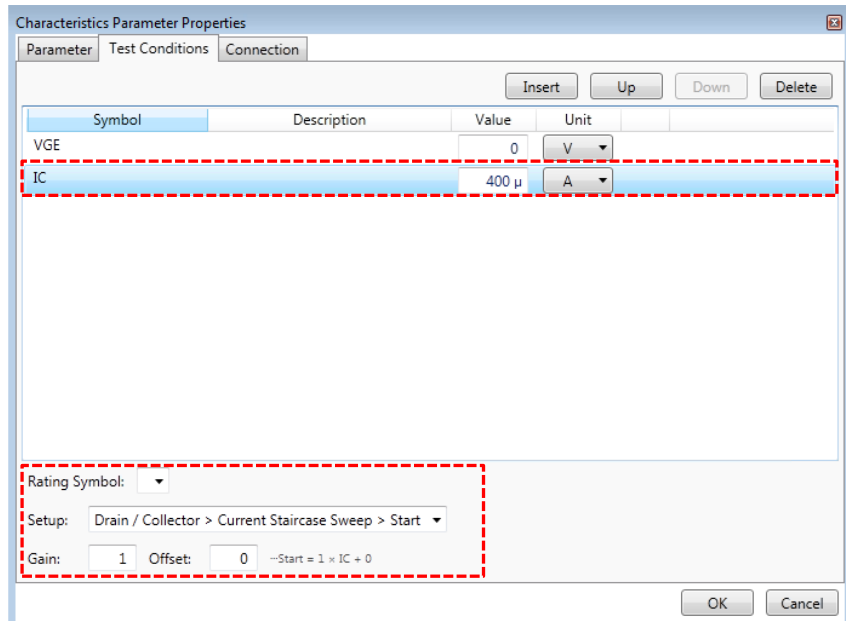 Characteristics Parameter Properties
Parameter Test Conditions Connection
Insert Up Down Delete
Symbol Description Value Unit
VGE 0 V
IC 400 µ A
Rating Symbol:
Setup: Drain / Collector > Current Staircase Sweep > Start
Gain: 1 Offset: 0 ···Start = 1 × IC + 0
OK Cancel